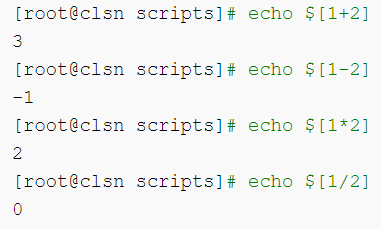 [root@clsn scripts]# echo $[1+2]
3
[root@clsn scripts]# echo $[1-2]
-1
[root@clsn scripts]# echo $[1*2]
2
[root@clsn scripts]# echo $[1/2]
0